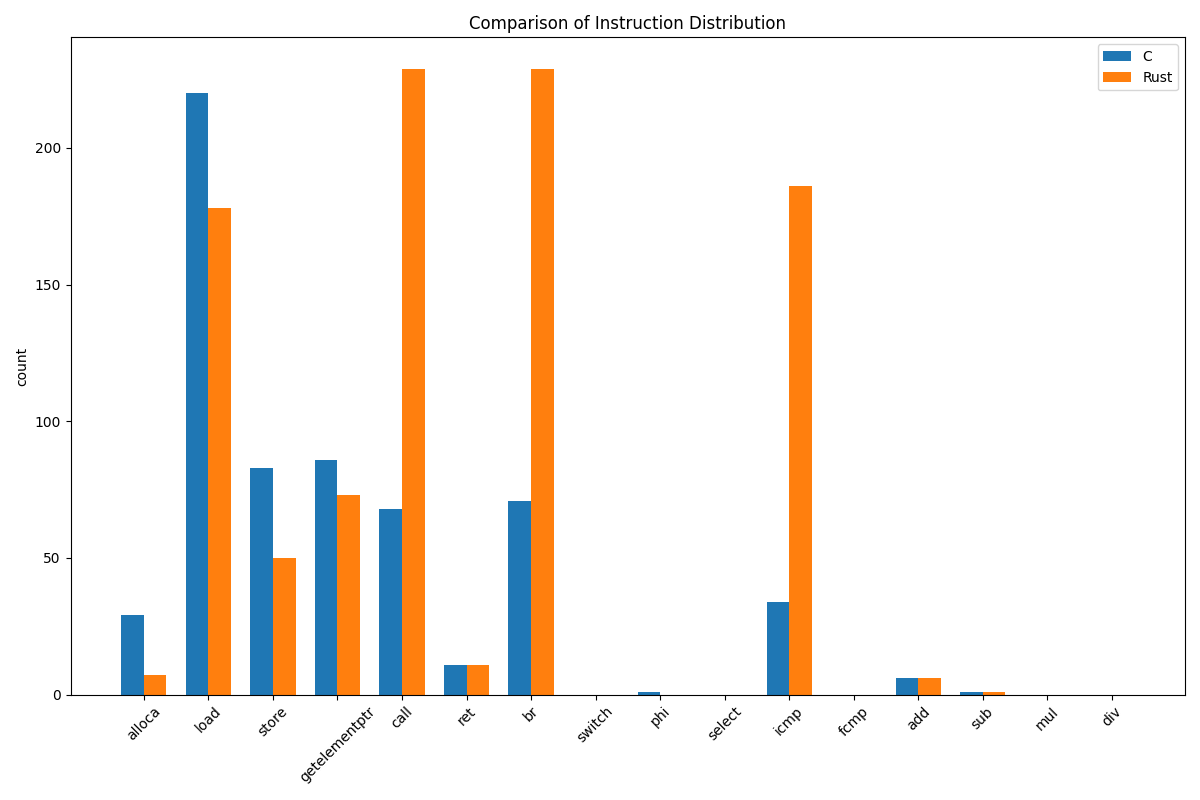 Comparison of Instruction Distribution
C
Rust
count
200
150
100
50
0
alloca
load
store
getelementptr
call
ret
br
switch
phi
select
icmp
fcmp
add
sub
mul
div